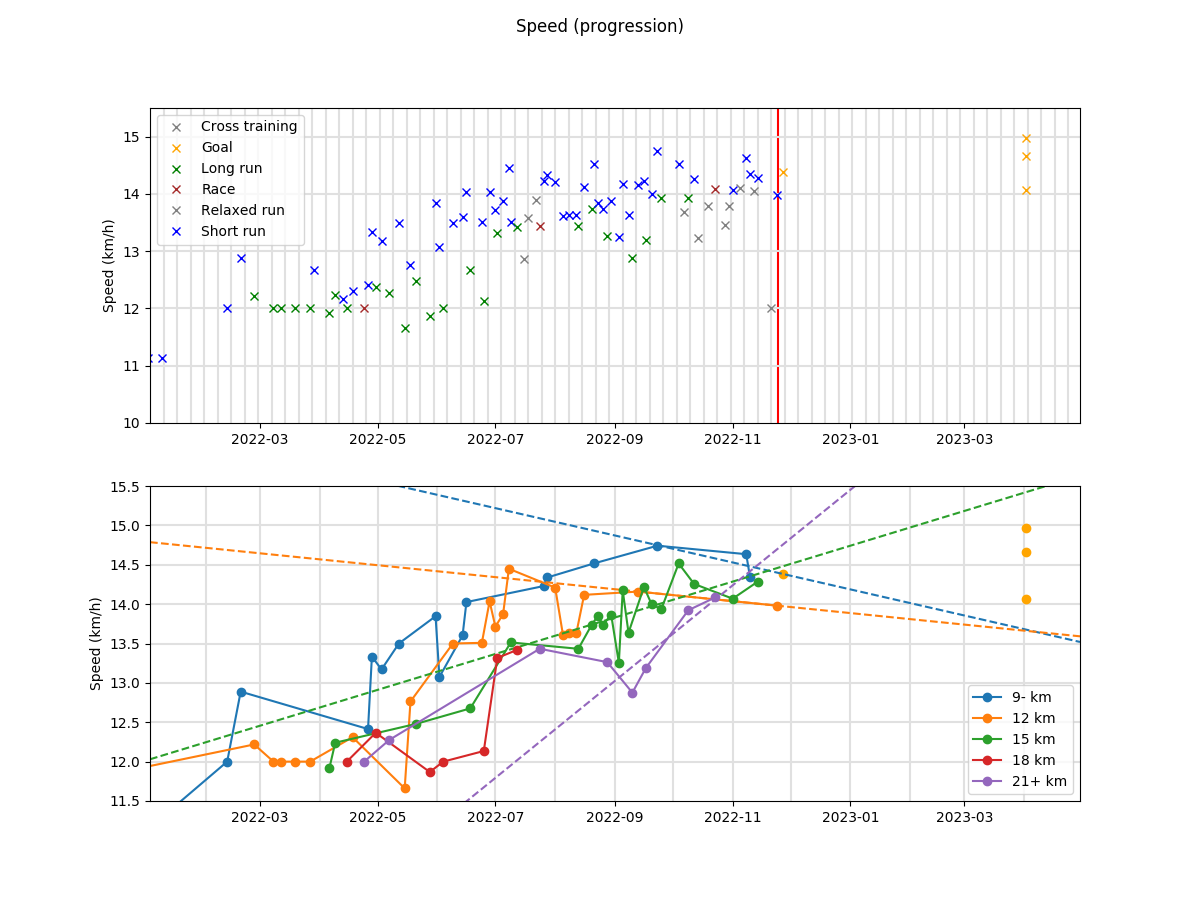 Speed (progression)
Speed (km/h)
15
14
13
12
11
10
Cross training
Goal
Long run
Race
Relaxed run
Short run
2022-03 2022-05 2022-07 2022-09 2022-11 2023-01 2023-03
Speed (km/h)
15.5
15.0
14.5
14.0
13.5
13.0
12.5
12.0
11.5
9- km
12 km
15 km
18 km
21+ km
2022-03 2022-05 2022-07 2022-09 2022-11 2023-01 2023-03